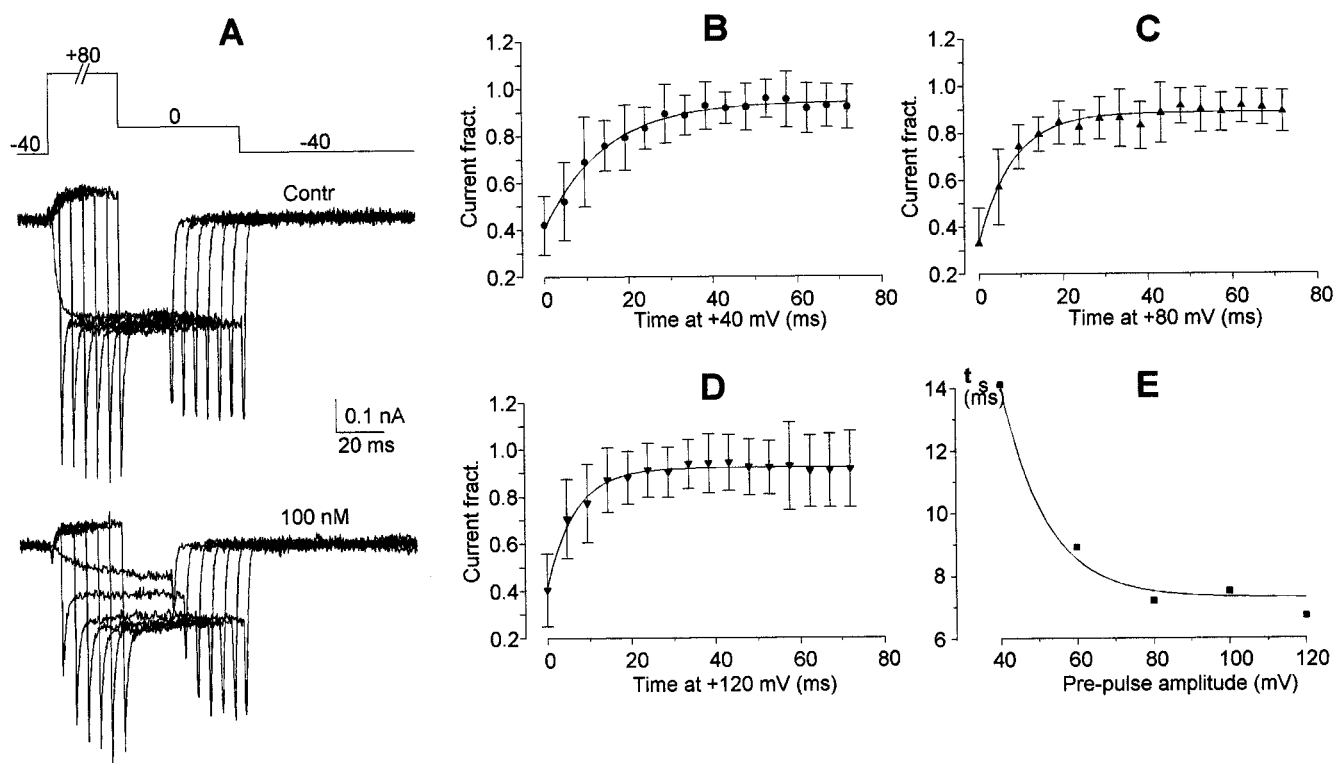 A
+80
0
-40
-40
Contr
0.1 nA
20 ms
100 nM
B
1.2
1.0
0.8
0.6
0.4
0.2
Current fract.
0 20 40 60 80
Time at +40 mV (ms)
C
1.2
1.0
0.8
0.6
0.4
0.2
Current fract.
0 20 40 60 80
Time at +80 mV (ms)
D
1.2
1.0
0.8
0.6
0.4
0.2
Current fract.
0 20 40 60 80
Time at +120 mV (ms)
E
t s
(ms)
14
12
10
8
6
40 60 80 100 120
Pre-pulse amplitude (mV)